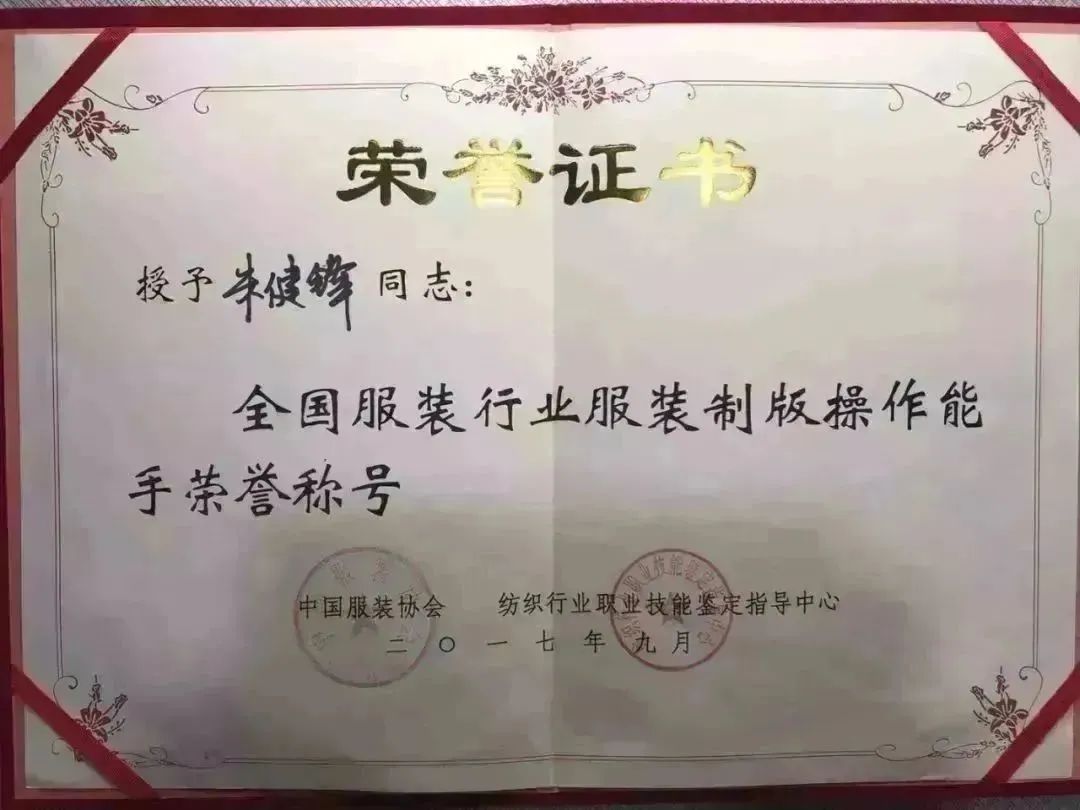 荣誉证书
授予 朱健锋 同志：
全国服装行业服装制版操作能
手荣誉称号
中国服装协会 纺织行业职业技能鉴定指导中心
二〇一七年九月